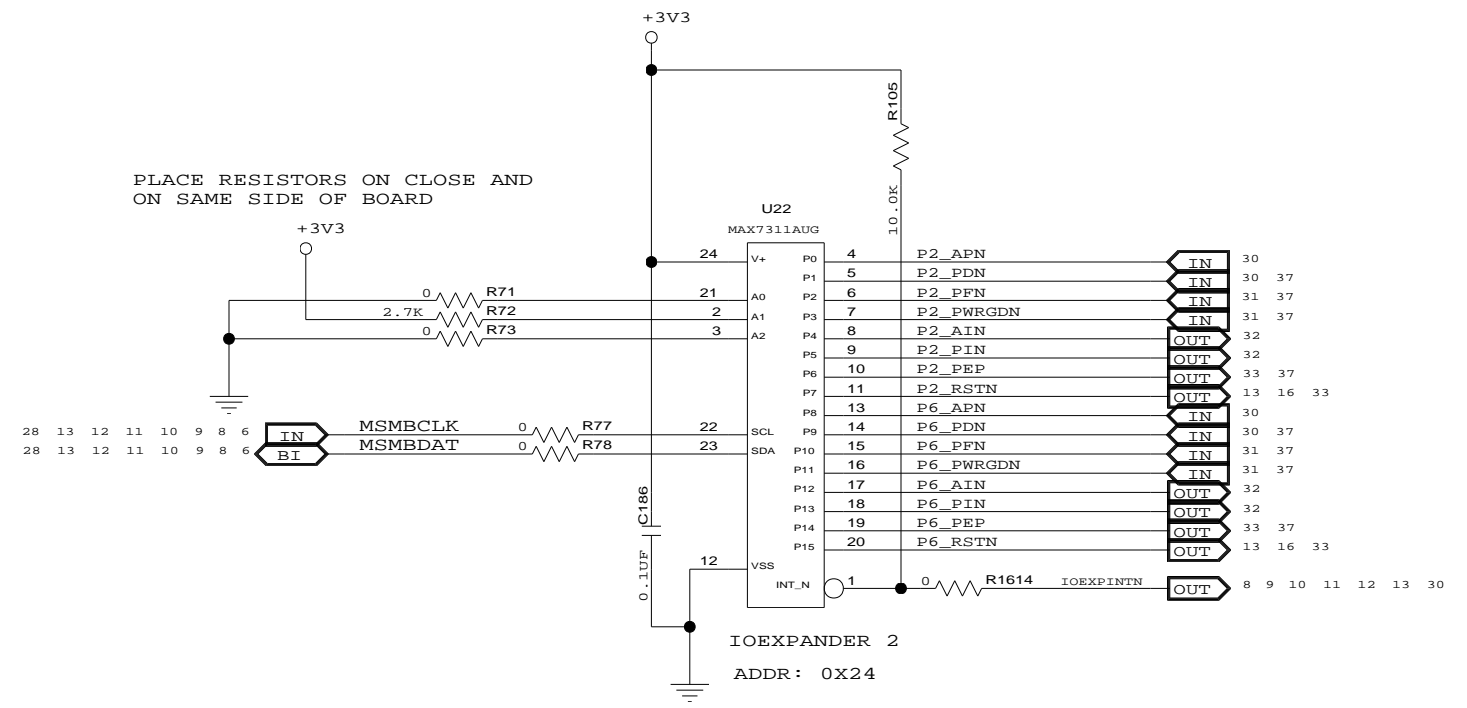 +3V3
R105
10.0K
PLACE RESISTORS ON CLOSE AND
ON SAME SIDE OF BOARD
+3V3
U22
MAX7311AUG
24 V+ P0 4 P2_APN IN 30
P1 5 P2_PDN IN 30 37
0 R71 21 A0 P2 6 P2_PFN IN 31 37
2.7K R72 2 A1 P3 7 P2_PWRGDN IN 31 37
0 R73 3 A2 P4 8 P2_AIN OUT 32
P5 9 P2_PIN OUT 32
P6 10 P2_PEP OUT 33 37
P7 11 P2_RSTN OUT 13 16 33
P8 13 P6_APN IN 30
28 13 12 11 10 9 8 6 IN MSMBCLK 0 R77 22 SCL P9 14 P6_PDN IN 30 37
28 13 12 11 10 9 8 6 BI MSMBDAT 0 R78 23 SDA P10 15 P6_PFN IN 31 37
P11 16 P6_PWRGDN IN 31 37
P12 17 P6_AIN OUT 32
P13 18 P6_PIN OUT 32
P14 19 P6_PEP OUT 33 37
P15 20 P6_RSTN OUT 13 16 33
C186
0.1UF
12 VSS
INT_N 1 0 R1614 IOEXPINTN OUT 8 9 10 11 12 13 30
IOEXPANDER 2
ADDR: 0X24